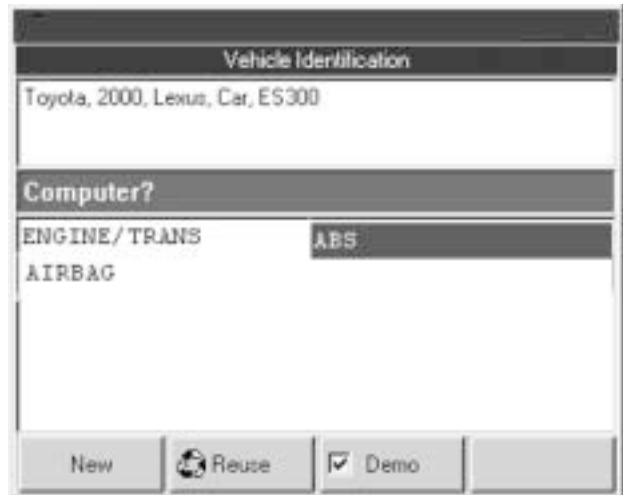 Vehicle Identification
Toyota, 2000, Lexus, Car, ES300
Computer?
ENGINE/TRANS ABS
AIRBAG
New Reuse Demo